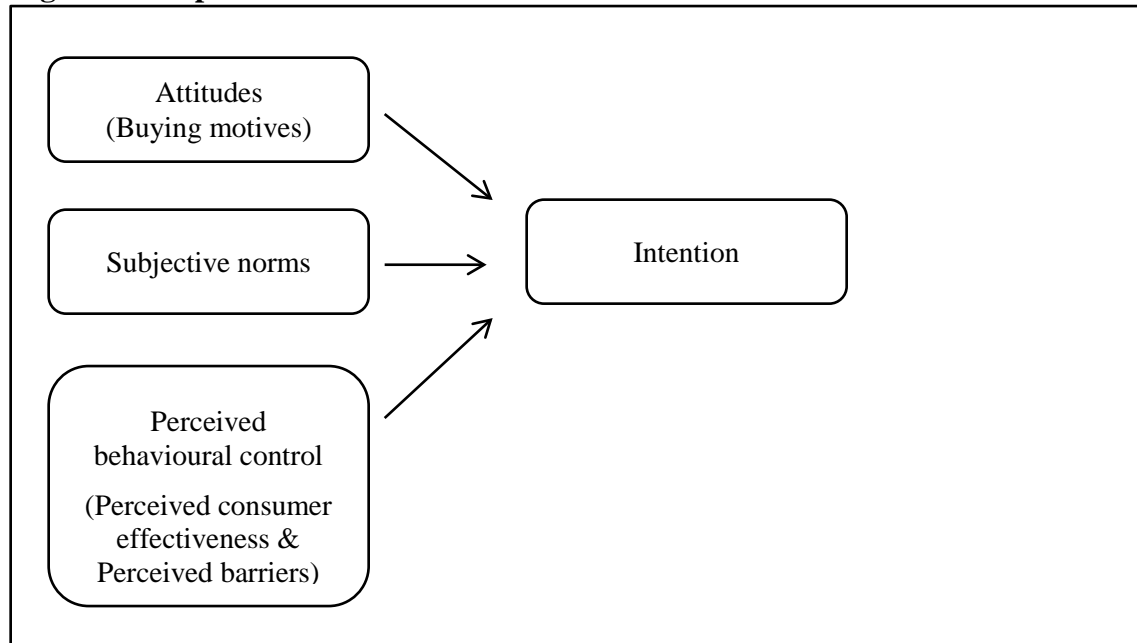 Attitudes
(Buying motives)
Subjective norms
Intention
Perceived
behavioural control
(Perceived consumer
effectiveness &
Perceived barriers)